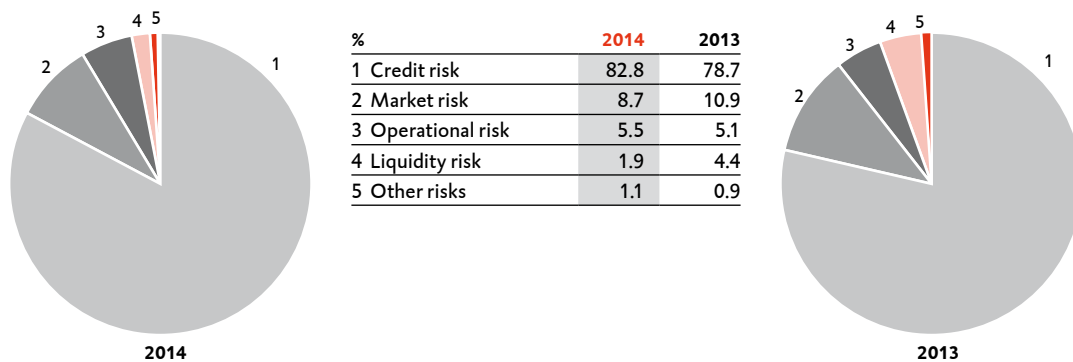 1
2
3
4
5
2014
% 2014 2013
1 Credit risk 82.8 78.7
2 Market risk 8.7 10.9
3 Operational risk 5.5 5.1
4 Liquidity risk 1.9 4.4
5 Other risks 1.1 0.9
1
2
3
4
5
2013